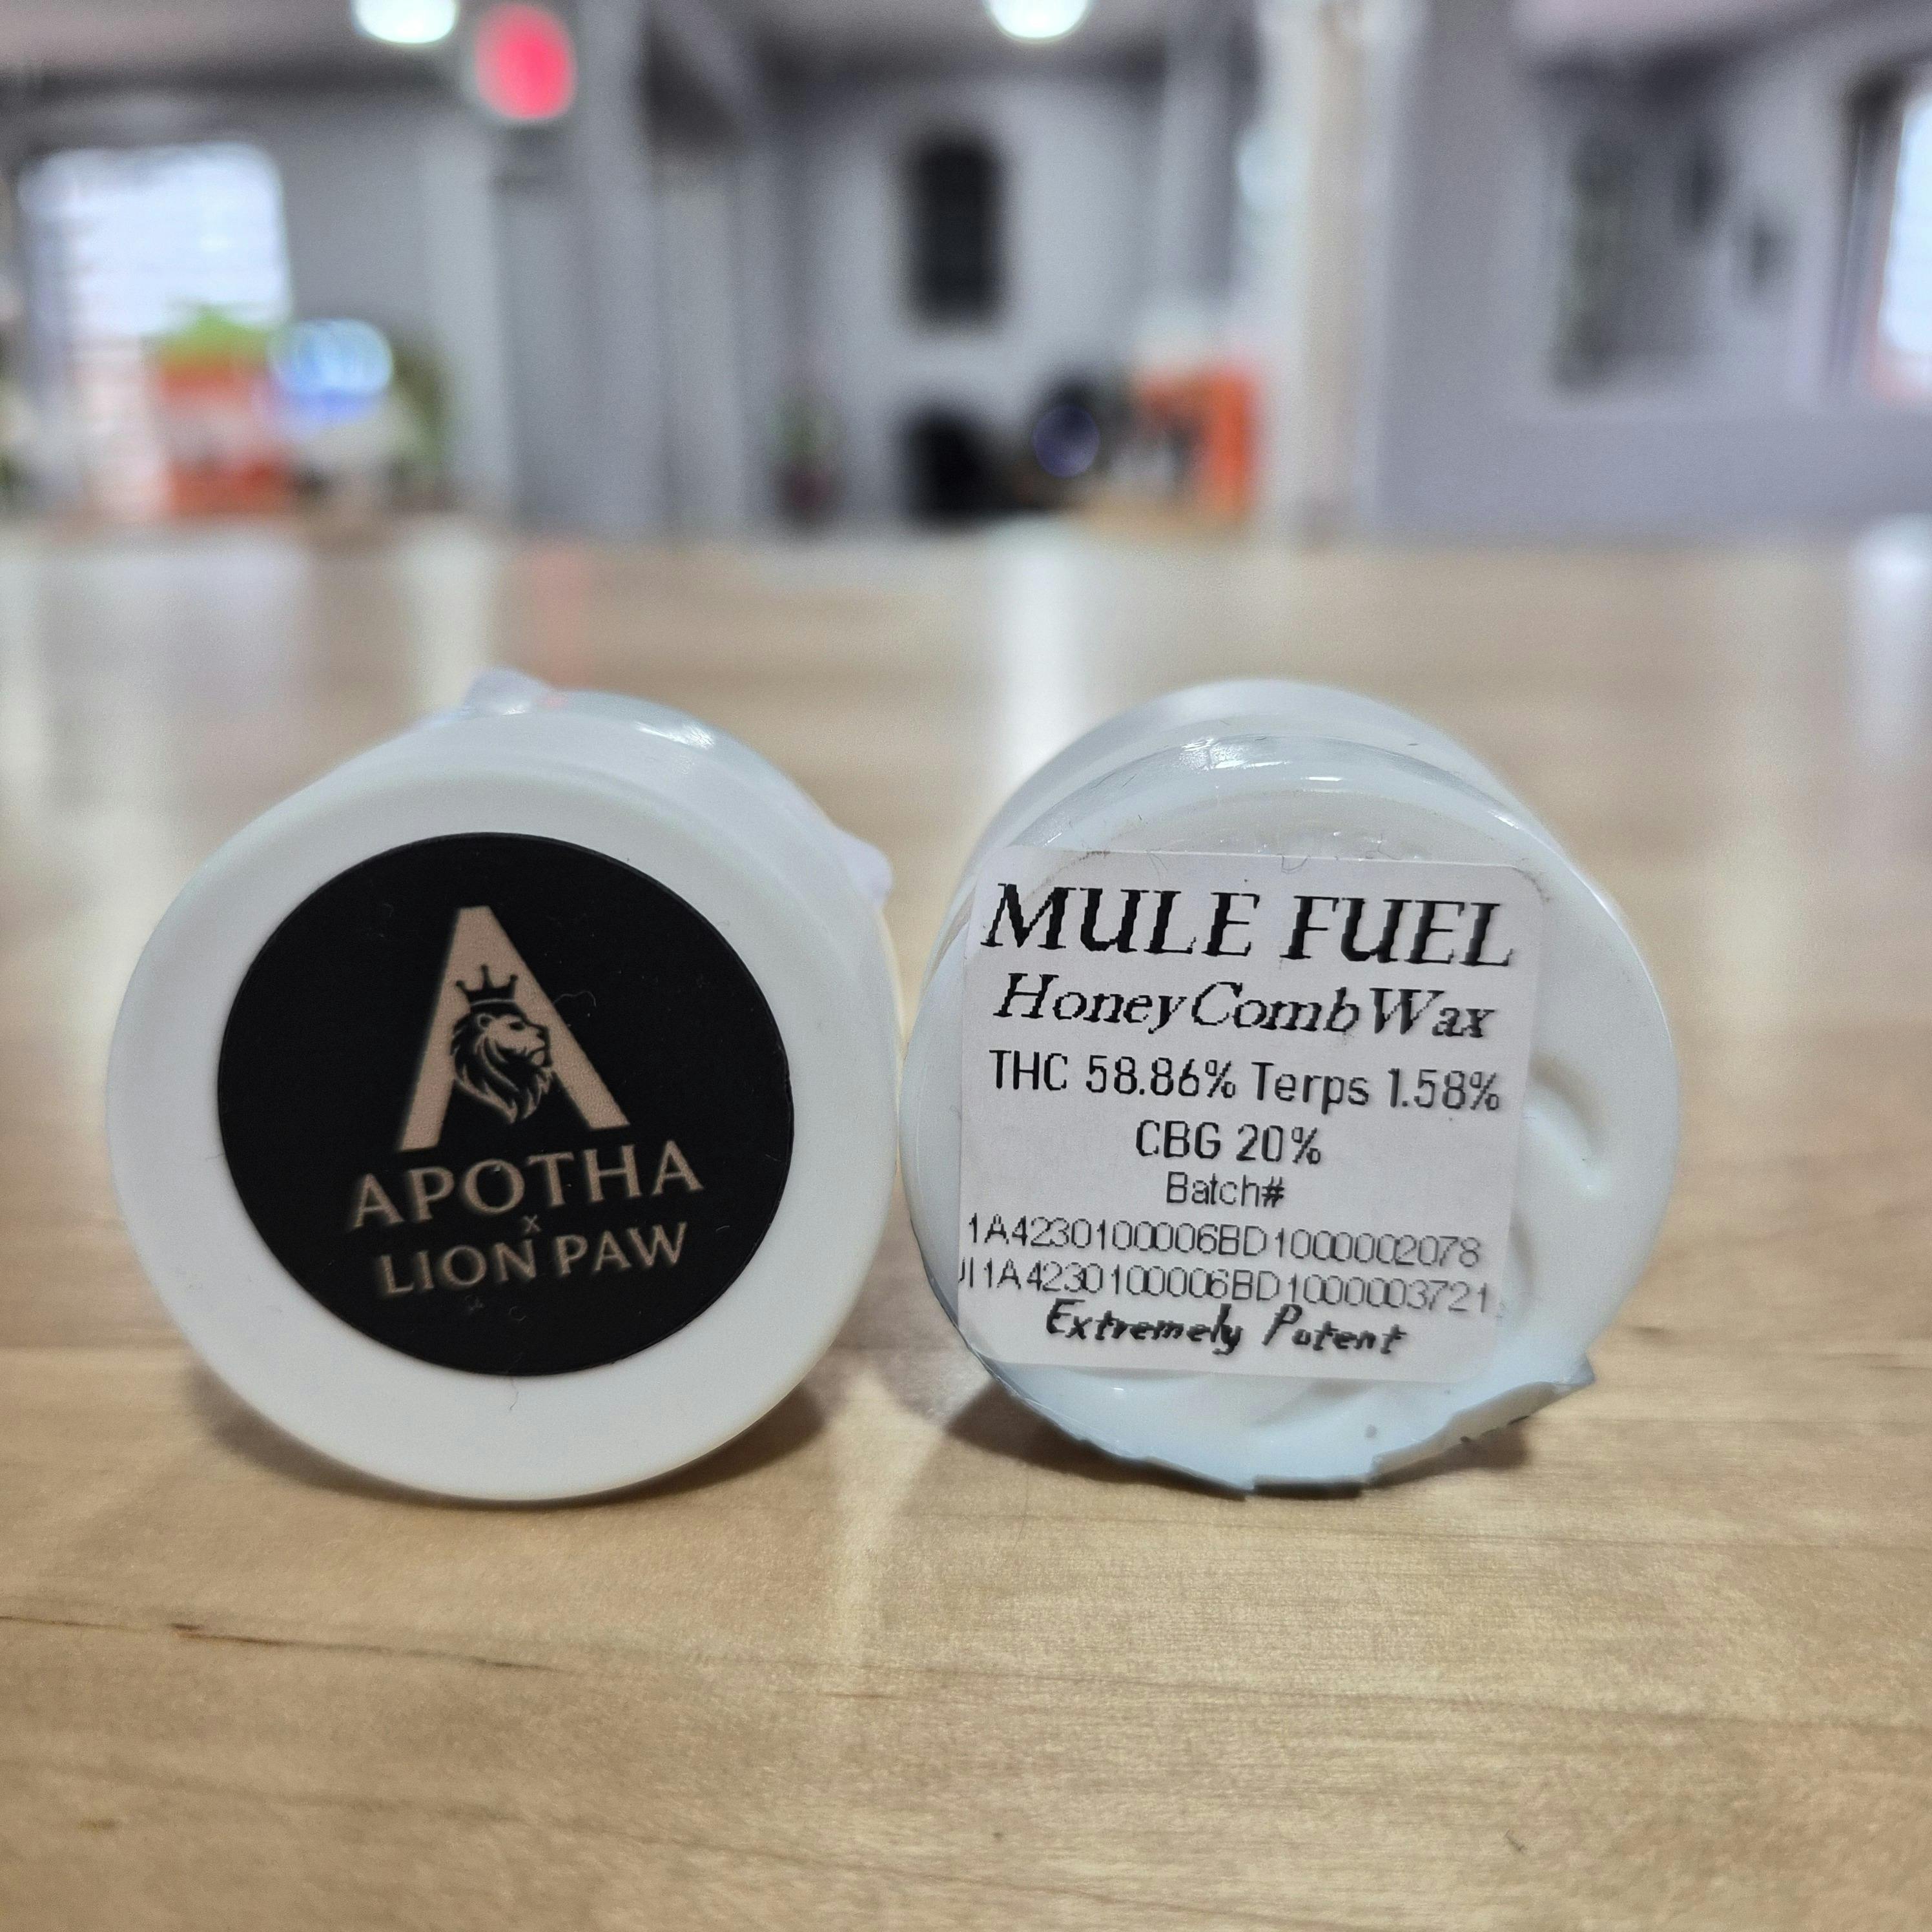 A
APOTHA
x
LION PAW
MULE FUEL
HoneyCombWax
THC 58.86% Terps 1.58%
CBG 20%
Batch#
1A4230100006BD1000002078
1A4230100006BD1000003721
Extremely Potent